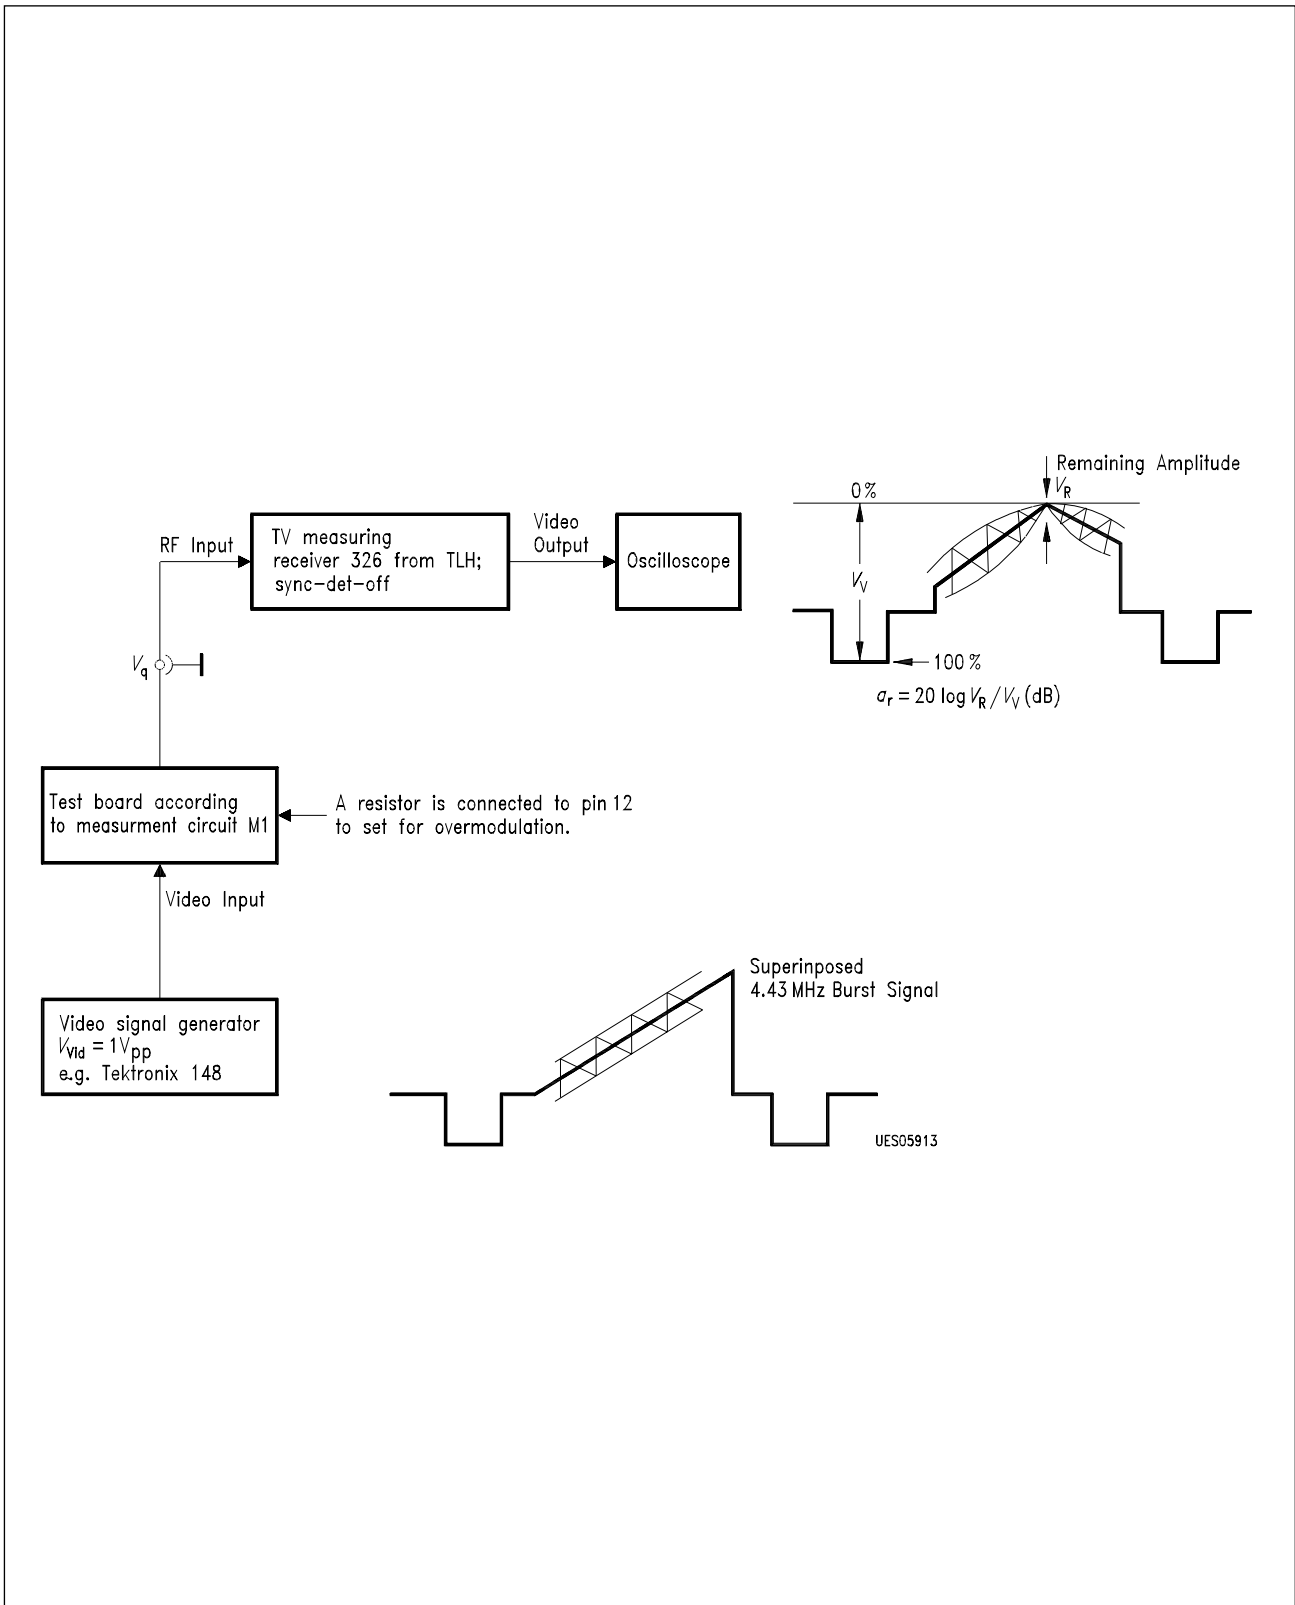 Remaining Amplitude
V_R
0%
V_V
100%
a_r = 20 log V_R / V_V (dB)
RF Input
TV measuring
receiver 326 from TLH;
sync-det-off
Video
Output
Oscilloscope
V_q
Test board according
to measurment circuit M1
A resistor is connected to pin 12
to set for overmodulation.
Video Input
Video signal generator
V_Vid = 1V_pp
e.g. Tektronix 148
Superinposed
4.43 MHz Burst Signal
UES05913